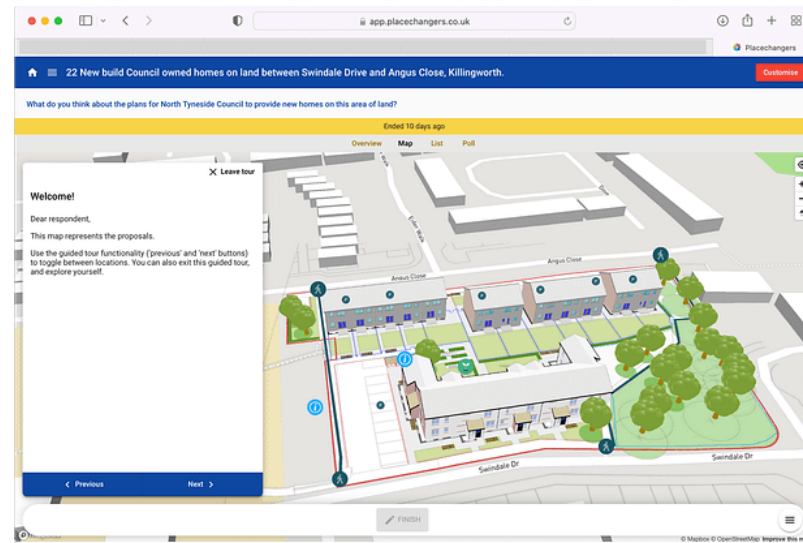 app.placechangers.co.uk
Placechangers
22 New build Council owned homes on land between Swindale Drive and Angus Close, Killingworth.
Customise
What do you think about the plans for North Tyneside Council to provide new homes on this area of land?
Ended 10 days ago
Overview Map List Poll
Leave tour
Welcome!
Dear respondent,
This map represents the proposals.
Use the guided tour functionality ('previous' and 'next' buttons)
to toggle between locations. You can also exit this guided tour,
and explore yourself.
Angus Close
Angus Close
Swindale Dr
Swindale Dr
Previous
Next
FINISH
© Mapbox © OpenStreetMap Improve this m